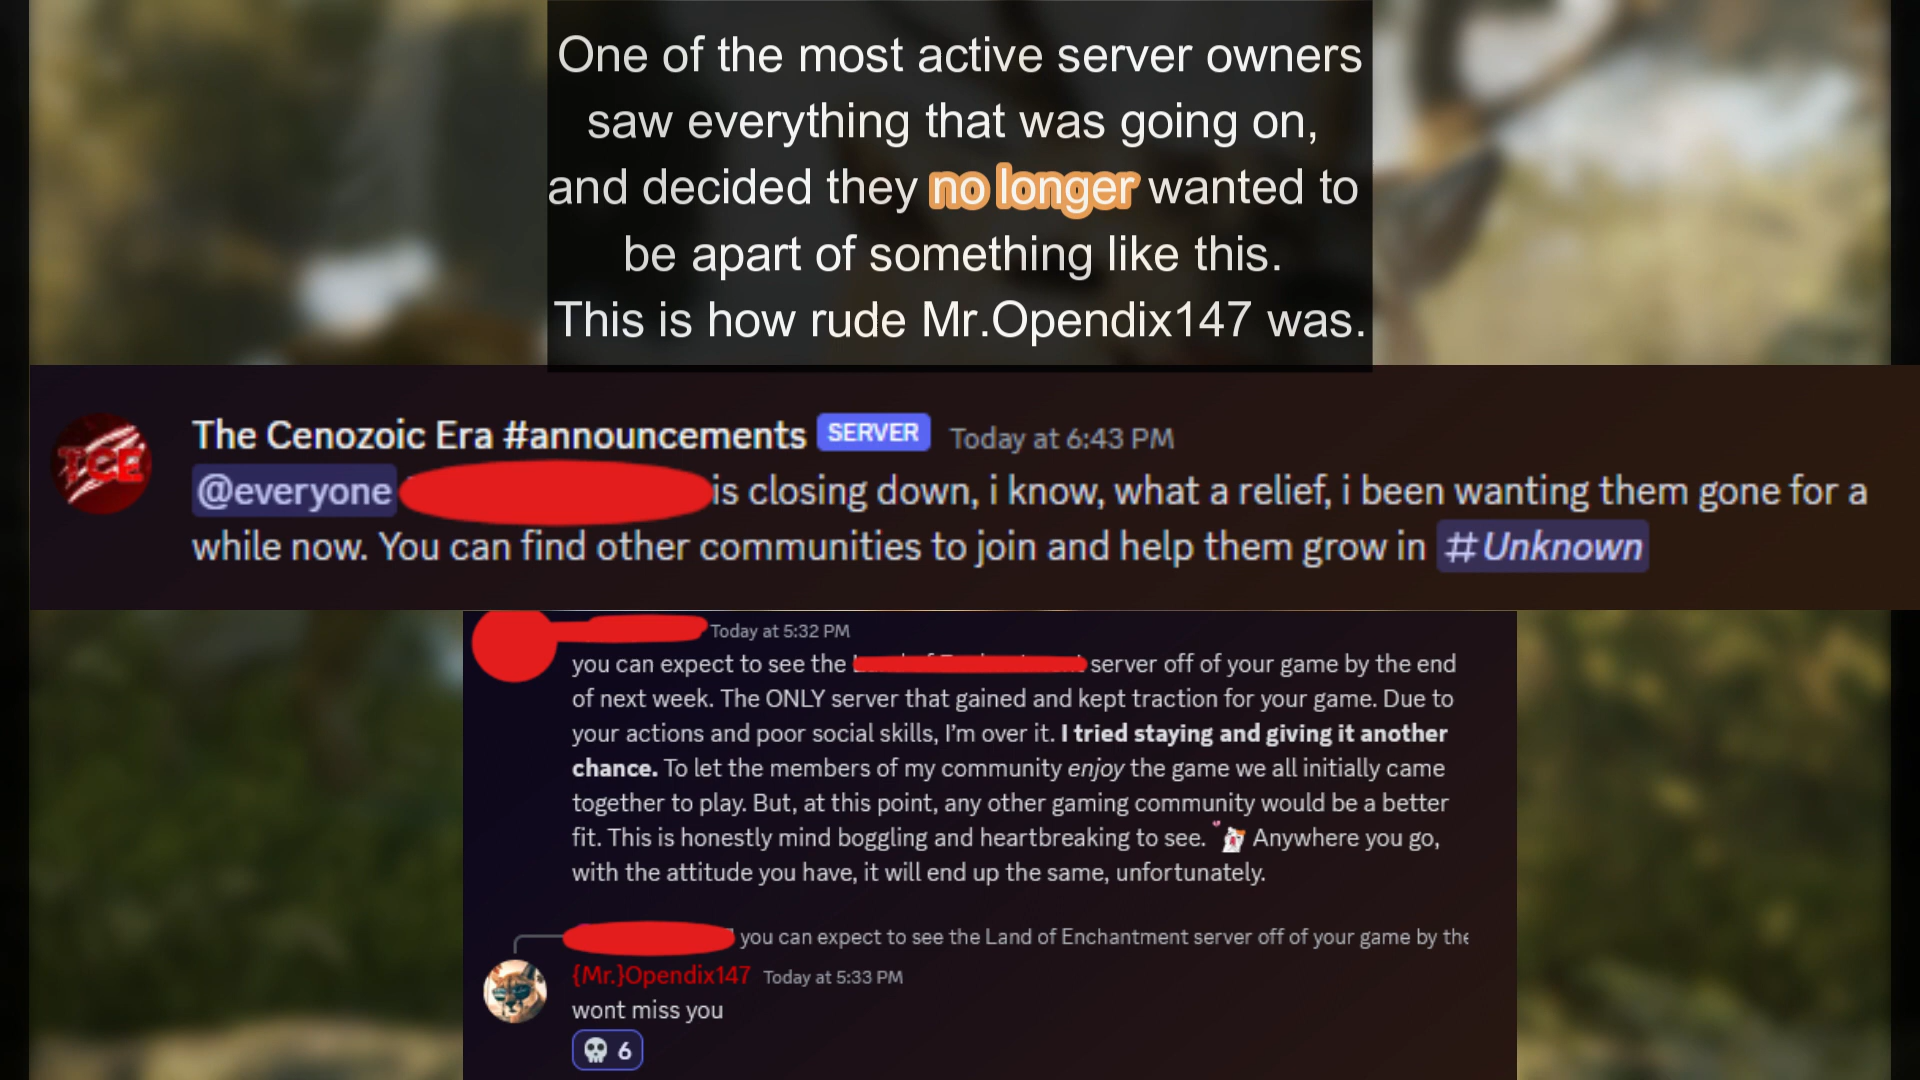 One of the most active server owners
saw everything that was going on,
and decided they no longer wanted to
be apart of something like this.
This is how rude Mr.Opendix147 was.
TCE
The Cenozoic Era #announcements SERVER Today at 6:43 PM
@everyone is closing down, i know, what a relief, i been wanting them gone for a
while now. You can find other communities to join and help them grow in # Unknown
Today at 5:32 PM
you can expect to see the server off of your game by the end
of next week. The ONLY server that gained and kept traction for your game. Due to
your actions and poor social skills, I'm over it. I tried staying and giving it another
chance. To let the members of my community enjoy the game we all initially came
together to play. But, at this point, any other gaming community would be a better
fit. This is honestly mind boggling and heartbreaking to see. Anywhere you go,
with the attitude you have, it will end up the same, unfortunately.
you can expect to see the Land of Enchantment server off of your game by the
{Mr.}Opendix147 Today at 5:33 PM
wont miss you
6